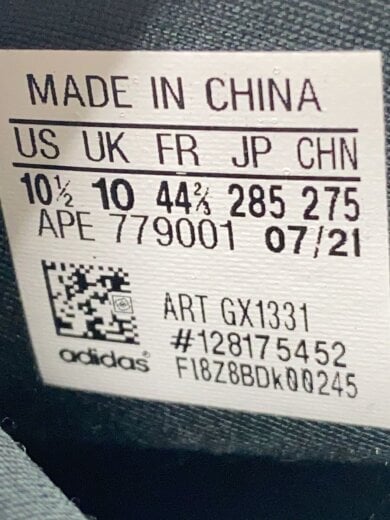 MADE IN CHINA
US UK FR JP CHN
10½ 10 44⅔ 285 275
APE 779001 07/21
ART GX1331
#128175452
adidas®
F18Z8BDk00245